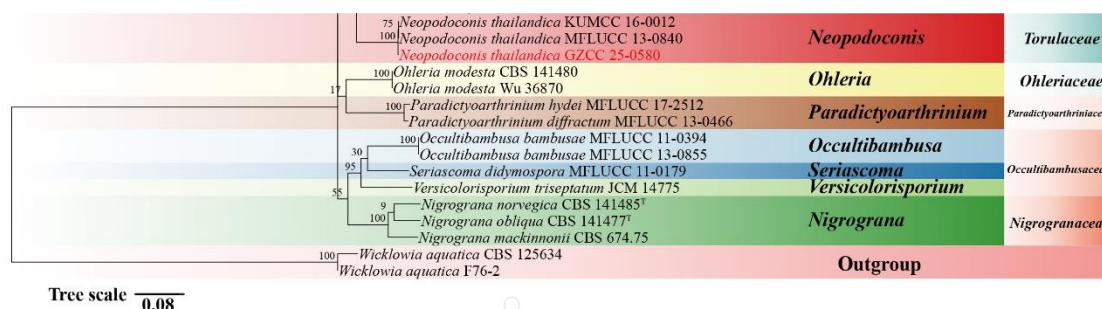 75
Neopodoconis thailandica KUMCC 16-0012
Neopodoconis thailandica MFLUCC 13-0840
100
Neopodoconis thailandica GZCC 25-0580
Neopodoconis
Torulaceae
100
Ohleria modesta CBS 141480
Ohleria modesta Wu 36870
Ohleria
Ohleriaceae
17
100
Paradictyoarthrinium hydei MFLUCC 17-2512
Paradictyoarthrinium diffractum MFLUCC 13-0466
Paradictyoarthrinium
Paradictyoarthriniacea
100
Occultibambusa bambusae MFLUCC 11-0394
Occultibambusa bambusae MFLUCC 13-0855
Occultibambusa
30
95
Seriascoma didymospora MFLUCC 11-0179
Seriascoma
Occultibambusacea
Versicolorisporium triseptatum JCM 14775
Versicolorisporium
55
9
Nigrograna norvegica CBS 141485ᵀ
100
Nigrograna obliqua CBS 141477ᵀ
Nigrograna mackinnonii CBS 674.75
Nigrograna
Nigrogranacea
100
Wicklowia aquatica CBS 125634
Wicklowia aquatica F76-2
Outgroup
Tree scale
0.08